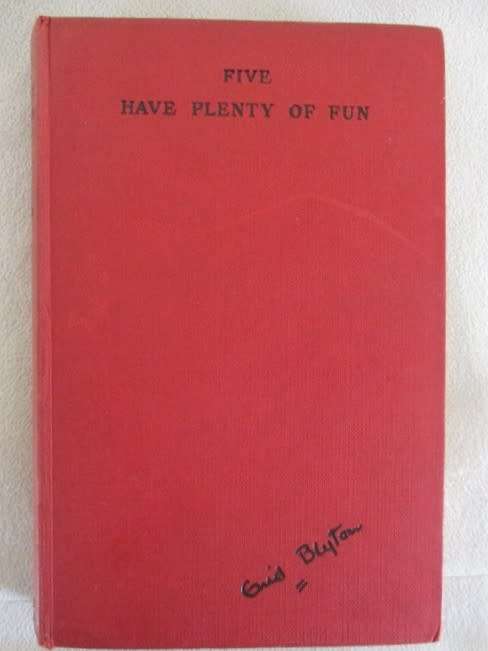 FIVE
HAVE PLENTY OF FUN
Enid Blyton